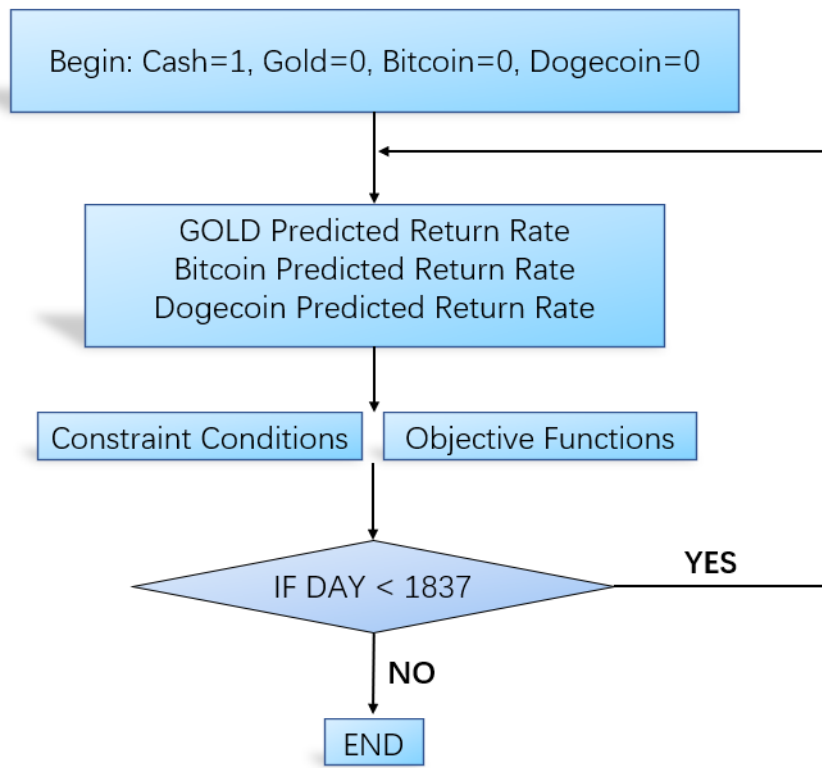 Begin: Cash=1, Gold=0, Bitcoin=0, Dogecoin=0
GOLD Predicted Return Rate
Bitcoin Predicted Return Rate
Dogecoin Predicted Return Rate
Constraint Conditions
Objective Functions
IF DAY < 1837
YES
NO
END